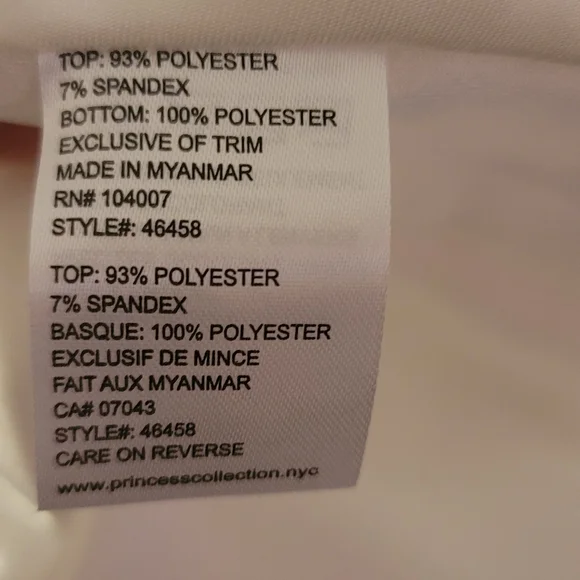 TOP: 93% POLYESTER
7% SPANDEX
BOTTOM: 100% POLYESTER
EXCLUSIVE OF TRIM
MADE IN MYANMAR
RN# 104007
STYLE#: 46458
TOP: 93% POLYESTER
7% SPANDEX
BASQUE: 100% POLYESTER
EXCLUSIF DE MINCE
FAIT AUX MYANMAR
CA# 07043
STYLE#: 46458
CARE ON REVERSE
www.princesscollection.nyc